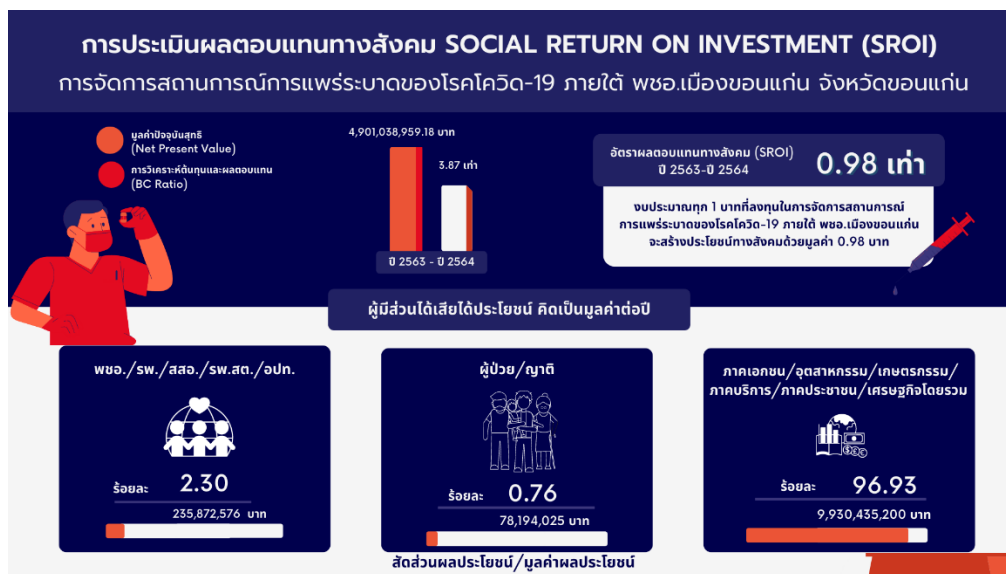 การประเมินผลตอบแทนทางสังคม SOCIAL RETURN ON INVESTMENT (SROI)
การจัดการสถานการณ์การแพร่ระบาดของโรคโควิด-19 ภายใต้ พชอ.เมืองขอนแก่น จังหวัดขอนแก่น
มูลค่าปัจจุบันสุทธิ
(Net Present Value)
การวิเคราะห์ต้นทุนและผลตอบแทน
(BC Ratio)
4,901,038,959.18 บาท
3.87 เท่า
ปี 2563 - ปี 2564
อัตราผลตอบแทนทางสังคม (SROI)
ปี 2563-ปี 2564
0.98 เท่า
งบประมาณทุก 1 บาทที่ลงทุนในการจัดการสถานการณ์
การแพร่ระบาดของโรคโควิด-19 ภายใต้ พชอ.เมืองขอนแก่น
จะสร้างประโยชน์ทางสังคมด้วยมูลค่า 0.98 บาท
ผู้มีส่วนได้เสียได้ประโยชน์ คิดเป็นมูลค่าต่อปี
พชอ./รพ./สสอ./รพ.สต./อปท.
ร้อยละ 2.30
235,872,576 บาท
ผู้ป่วย/ญาติ
ร้อยละ 0.76
78,194,025 บาท
ภาคเอกชน/อุตสาหกรรม/เกษตรกรรม/
ภาคบริการ/ภาคประชาชน/เศรษฐกิจโดยรวม
ร้อยละ 96.93
9,930,435,200 บาท
สัดส่วนผลประโยชน์/มูลค่าผลประโยชน์